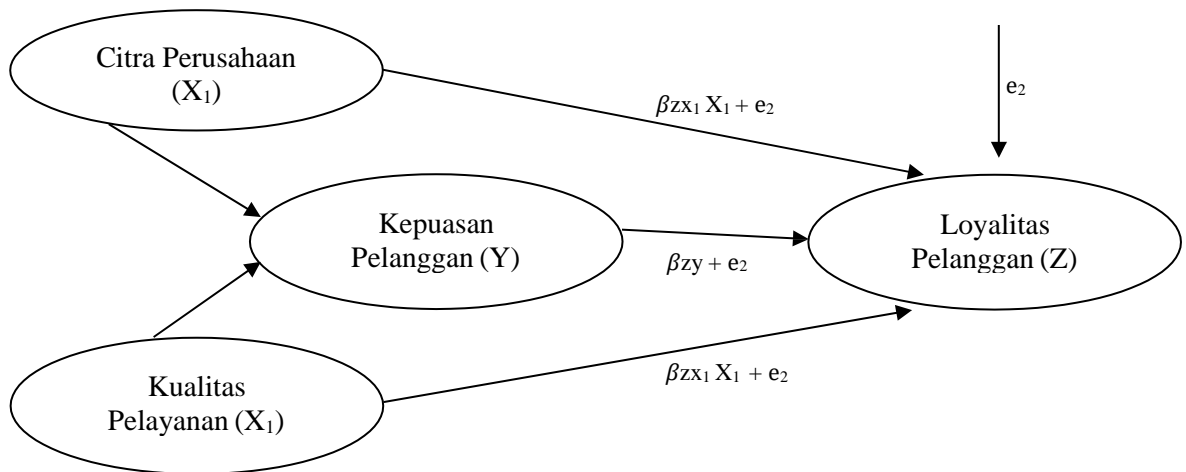 Citra Perusahaan
(X₁)
𝛽zx₁ X₁ + e₂
e₂
Kepuasan
Pelanggan (Y)
𝛽zy + e₂
Loyalitas
Pelanggan (Z)
Kualitas
Pelayanan (X₁)
𝛽zx₁ X₁ + e₂